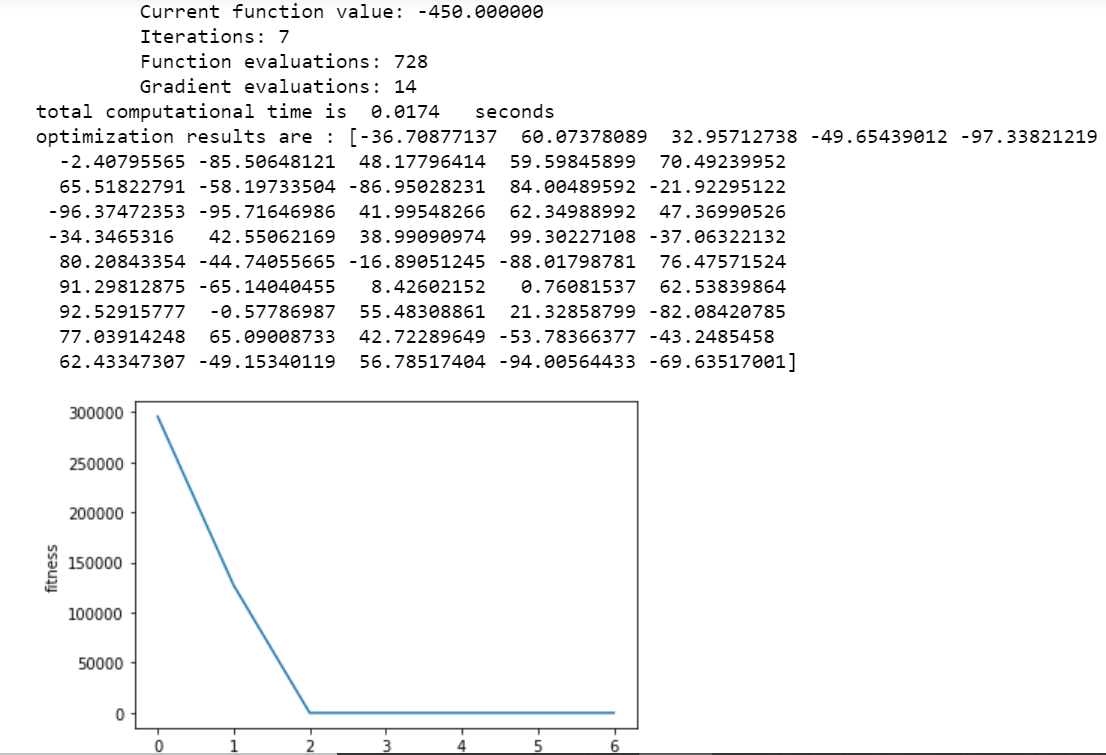 Current function value: -450.000000
Iterations: 7
Function evaluations: 728
Gradient evaluations: 14
total computational time is  0.0174   seconds
optimization results are : [-36.70877137  60.07378089  32.95712738 -49.65439012 -97.33821219
-2.40795565 -85.50648121  48.17796414  59.59845899  70.49239952
65.51822791 -58.19733504 -86.95028231  84.00489592 -21.92295122
-96.37472353 -95.71646986  41.99548266  62.34988992  47.36990526
-34.3465316   42.55062169  38.99090974  99.30227108 -37.06322132
80.20843354 -44.74055665 -16.89051245 -88.01798781  76.47571524
91.29812875 -65.14040455   8.42602152   0.76081537  62.53839864
92.52915777  -0.57786987  55.48308861  21.32858799 -82.08420785
77.03914248  65.09008733  42.72289649 -53.78366377 -43.2485458
62.43347307 -49.15340119  56.78517404 -94.00564433 -69.63517001]
300000
250000
200000
150000
100000
50000
0
fitness
0 1 2 3 4 5 6